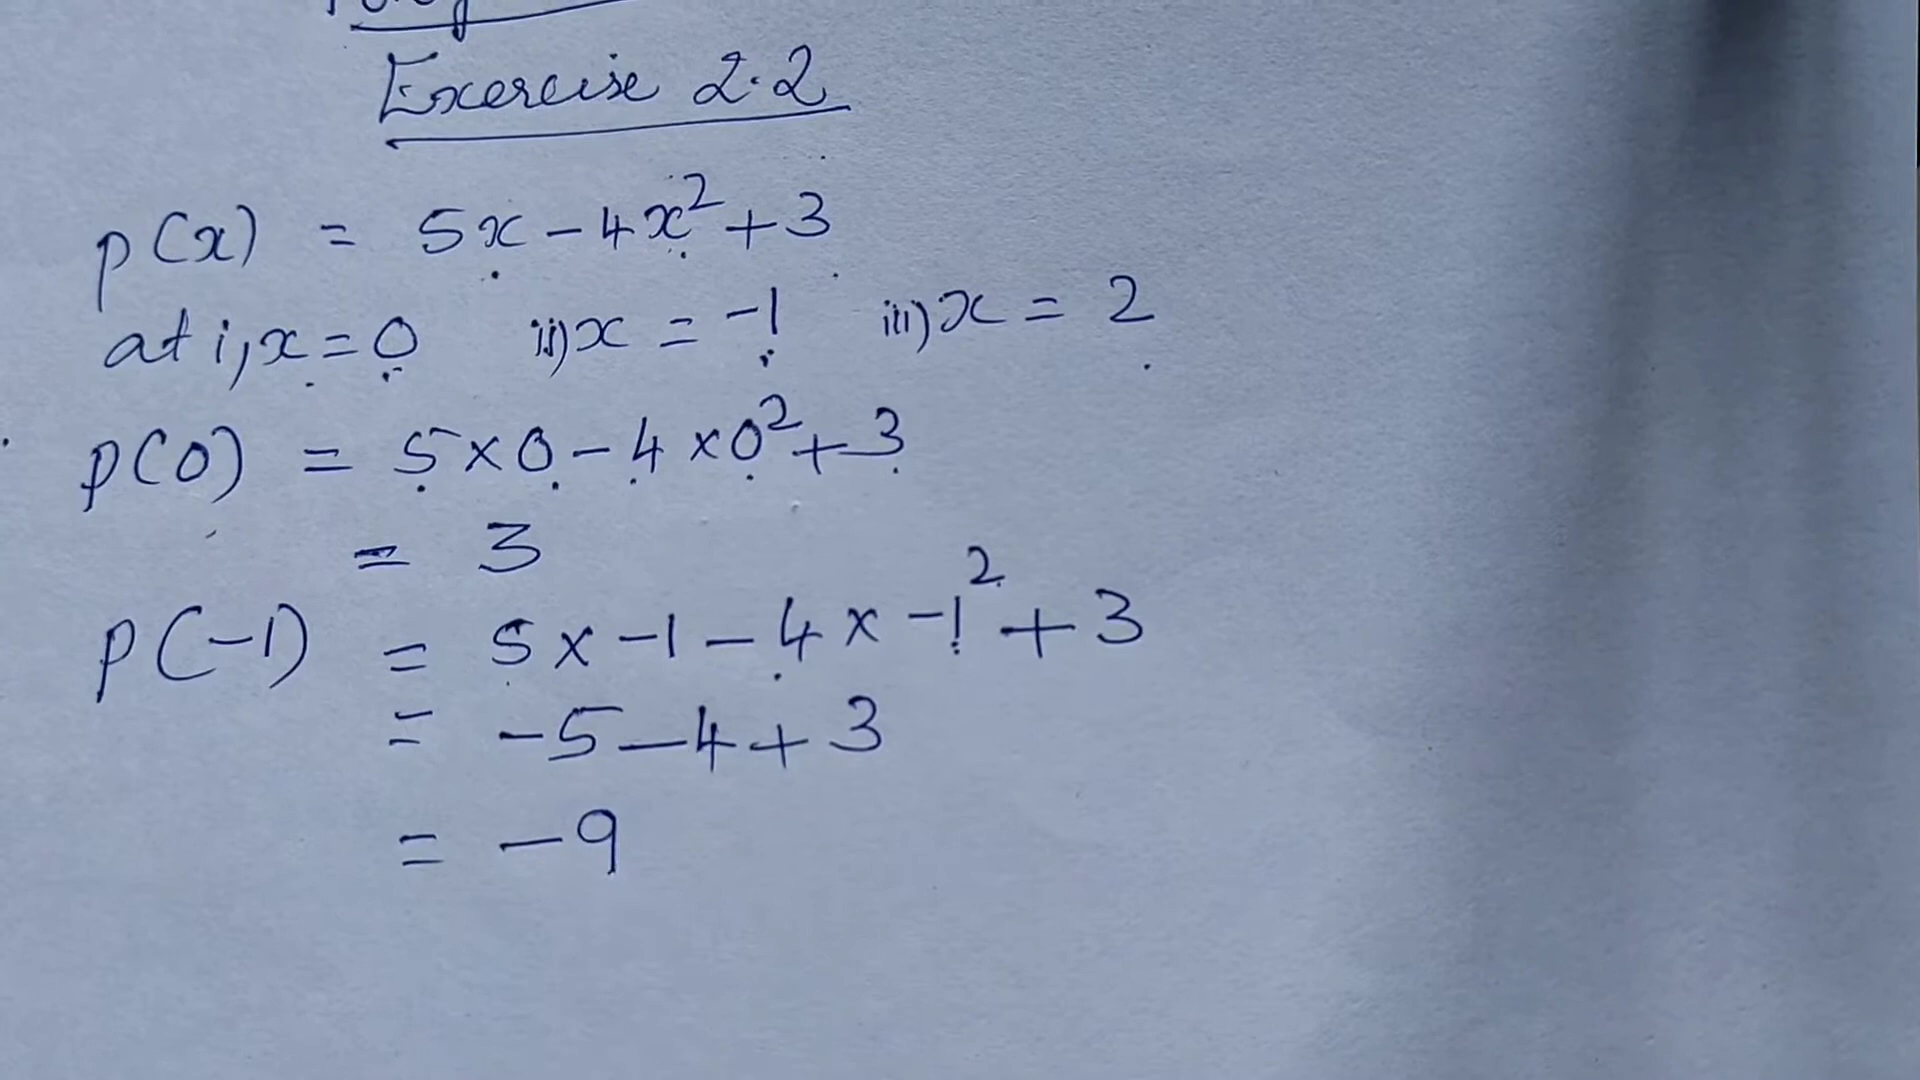 Exercise 2.2
p(x) = 5x - 4x² + 3
at i, x = 0 ii) x = -1 iii) x = 2
p(0) = 5 × 0 - 4 × 0² + 3
= 3
p(-1) = 5 × -1 - 4 × -1² + 3
= -5 - 4 + 3
= -9